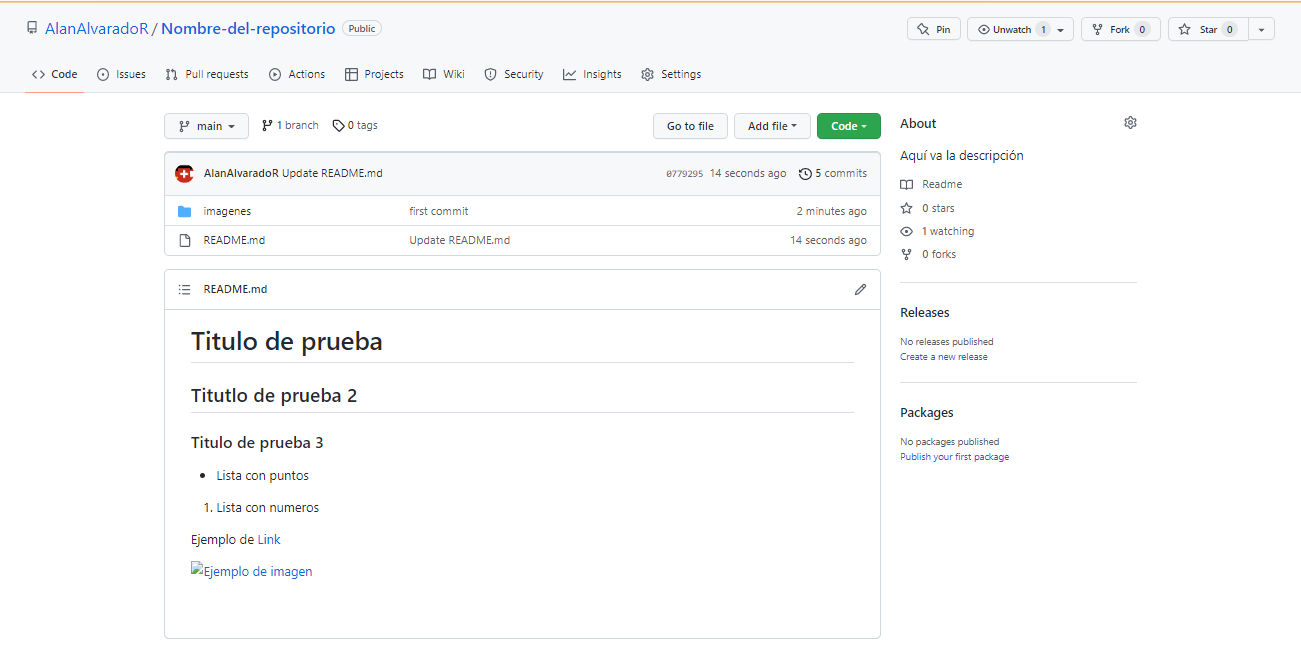 AlanAlvaradoR / Nombre-del-repositorio Public
Pin Unwatch 1 Fork 0 Star 0
Code Issues Pull requests Actions Projects Wiki Security Insights Settings
main 1 branch 0 tags Go to file Add file Code
AlanAlvaradoR Update README.md 0779295 14 seconds ago 5 commits
imagenes first commit 2 minutes ago
README.md Update README.md 14 seconds ago
README.md
Titulo de prueba
Titutlo de prueba 2
Titulo de prueba 3
Lista con puntos
1. Lista con numeros
Ejemplo de Link
Ejemplo de imagen
About
Aquí va la descripción
Readme
0 stars
1 watching
0 forks
Releases
No releases published
Create a new release
Packages
No packages published
Publish your first package